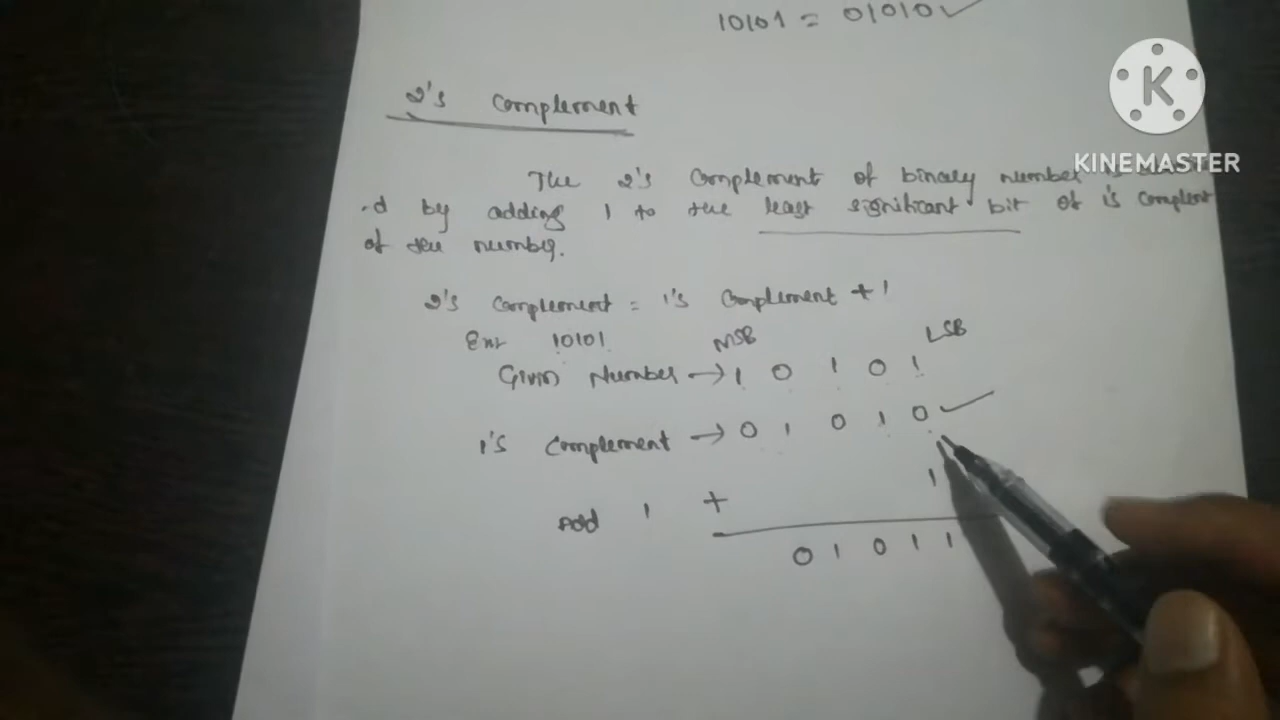 10101 = 01010 ✓
2's complement
The 2's complement of binary number is
.d by adding 1 to the least significant bit of 1's complent
of the number.
2's complement = 1's complement + 1
10101
MSB LSB
Given Number → 1 0 1 0 1
1's complement → 0 1 0 1 0 ✓
1
Add 1 +
0 1 0 1 1
K
KINEMASTER